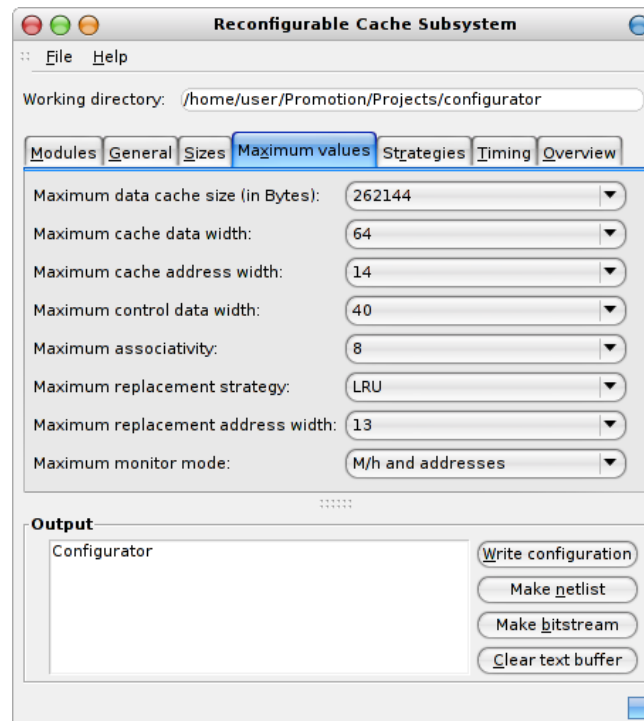 Reconfigurable Cache Subsystem
File Help
Working directory: /home/user/Promotion/Projects/configurator
Modules General Sizes Maximum values Strategies Timing Overview
Maximum data cache size (in Bytes): 262144
Maximum cache data width: 64
Maximum cache address width: 14
Maximum control data width: 40
Maximum associativity: 8
Maximum replacement strategy: LRU
Maximum replacement address width: 13
Maximum monitor mode: M/h and addresses
Output
Configurator
Write configuration
Make netlist
Make bitstream
Clear text buffer